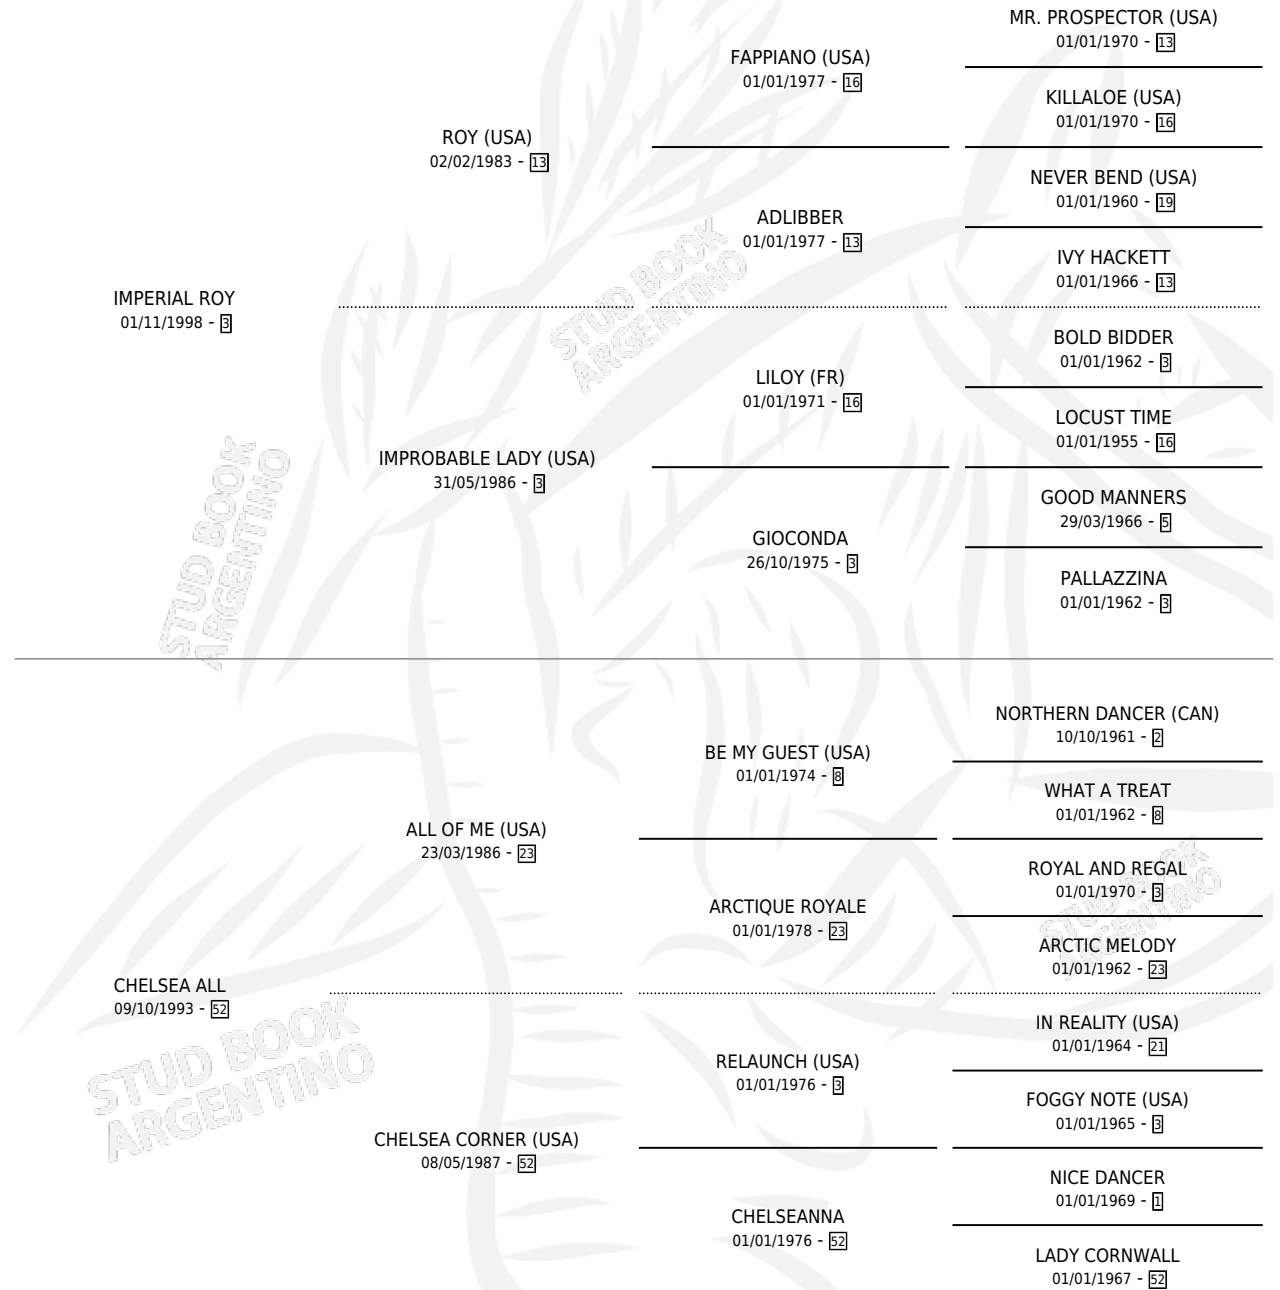 MR. PROSPECTOR (USA)
01/01/1970 - 13
FAPPIANO (USA)
01/01/1977 - 16
KILLALOE (USA)
01/01/1970 - 16
ROY (USA)
02/02/1983 - 13
NEVER BEND (USA)
01/01/1960 - 19
ADLIBBER
01/01/1977 - 13
IVY HACKETT
01/01/1966 - 13
IMPERIAL ROY
01/11/1998 - 3
BOLD BIDDER
01/01/1962 - 3
LILOY (FR)
01/01/1971 - 16
LOCUST TIME
01/01/1955 - 16
IMPROBABLE LADY (USA)
31/05/1986 - 3
GOOD MANNERS
29/03/1966 - 5
GIOCONDA
26/10/1975 - 3
PALLAZZINA
01/01/1962 - 3
NORTHERN DANCER (CAN)
10/10/1961 - 2
BE MY GUEST (USA)
01/01/1974 - 8
WHAT A TREAT
01/01/1962 - 8
ALL OF ME (USA)
23/03/1986 - 23
ROYAL AND REGAL
01/01/1970 - 3
ARCTIQUE ROYALE
01/01/1978 - 23
ARCTIC MELODY
01/01/1962 - 23
CHELSEA ALL
09/10/1993 - 52
IN REALITY (USA)
01/01/1964 - 21
RELAUNCH (USA)
01/01/1976 - 3
FOGGY NOTE (USA)
01/01/1965 - 3
CHELSEA CORNER (USA)
08/05/1987 - 52
NICE DANCER
01/01/1969 - 1
CHELSEANNA
01/01/1976 - 52
LADY CORNWALL
01/01/1967 - 52
STUD BOOK
ARGENTINO
STUD BOOK
ARGENTINO
STUD BOOK
ARGENTINO
STUD BOOK
ARGENTINO